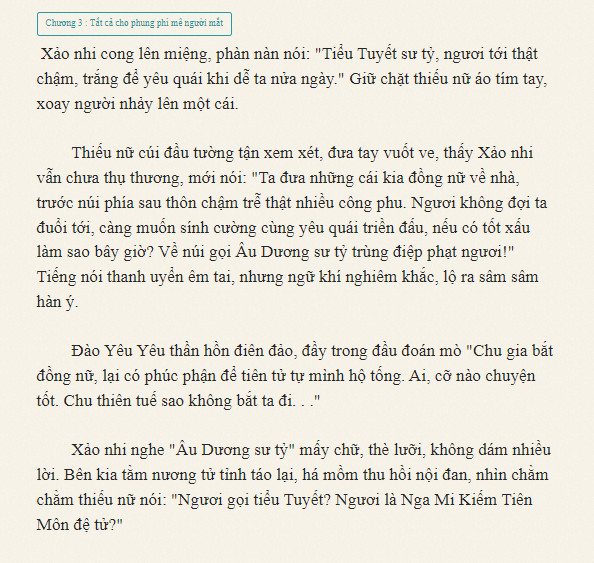 Chương 3 : Tất cả cho phung phí mê người mắt
Xảo nhi cong lên miệng, phàn nàn nói: "Tiểu Tuyết sư tỷ, ngươi tới thật
chậm, trắng để yêu quái khi dễ ta nửa ngày." Giữ chặt thiếu nữ áo tím tay,
xoay người nhảy lên một cái.
Thiếu nữ cúi đầu tường tận xem xét, đưa tay vuốt ve, thấy Xảo nhi
vẫn chưa thụ thương, mới nói: "Ta đưa những cái kia đồng nữ về nhà,
trước núi phía sau thôn chậm trễ thật nhiều công phu. Ngươi không đợi ta
đuổi tới, càng muốn sính cường cùng yêu quái triền đấu, nếu có tốt xấu
làm sao bây giờ? Về núi gọi Âu Dương sư tỷ trùng điệp phạt ngươi!"
Tiếng nói thanh uyển êm tai, nhưng ngữ khí nghiêm khắc, lộ ra sâm sâm
hàn ý.
Đào Yêu Yêu thần hồn điên đảo, đầy trong đầu đoán mò "Chu gia bắt
đồng nữ, lại có phúc phận để tiên tử tự mình hộ tống. Ai, cỡ nào chuyện
tốt. Chu thiên tuế sao không bắt ta đi. . ."
Xảo nhi nghe "Âu Dương sư tỷ" mấy chữ, thè lưỡi, không dám nhiều
lời. Bên kia tằm nương tử tỉnh táo lại, há mồm thu hồi nội đan, nhìn chằm
chằm thiếu nữ nói: "Ngươi gọi tiểu Tuyết? Ngươi là Nga Mi Kiếm Tiên
Môn đệ tử?"